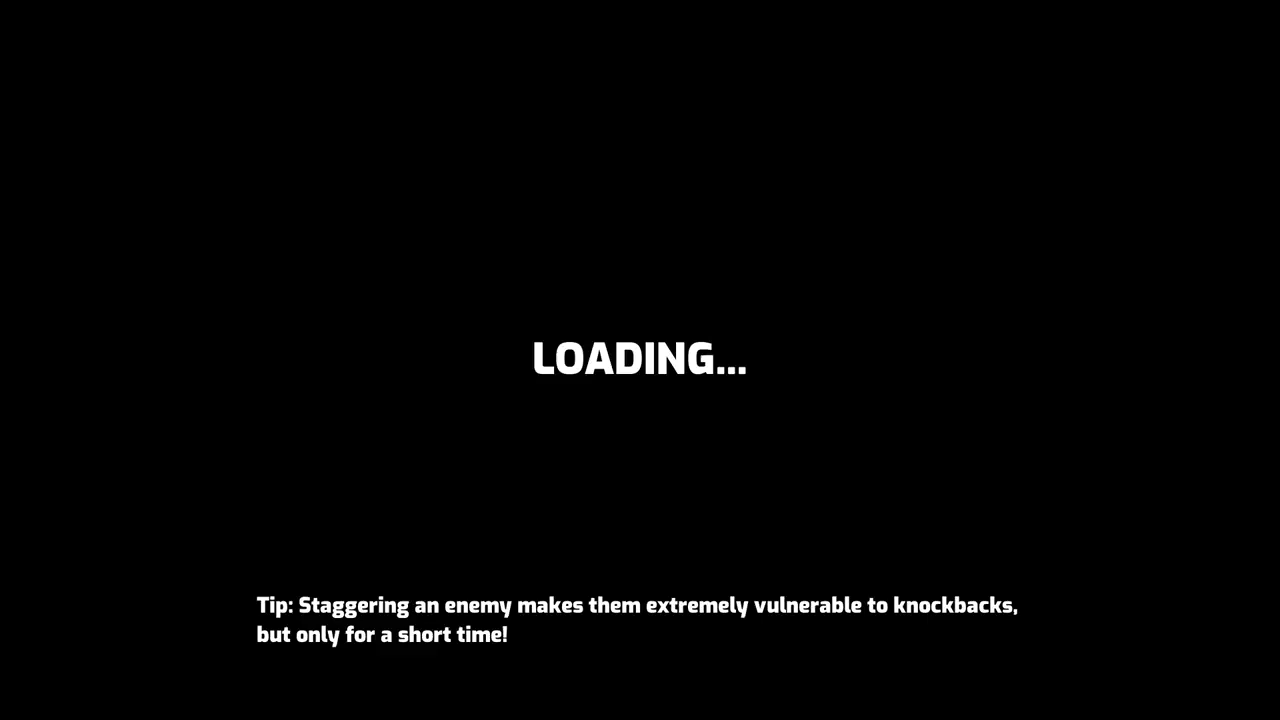 LOADING...
Tip: Staggering an enemy makes them extremely vulnerable to knockbacks,
but only for a short time!